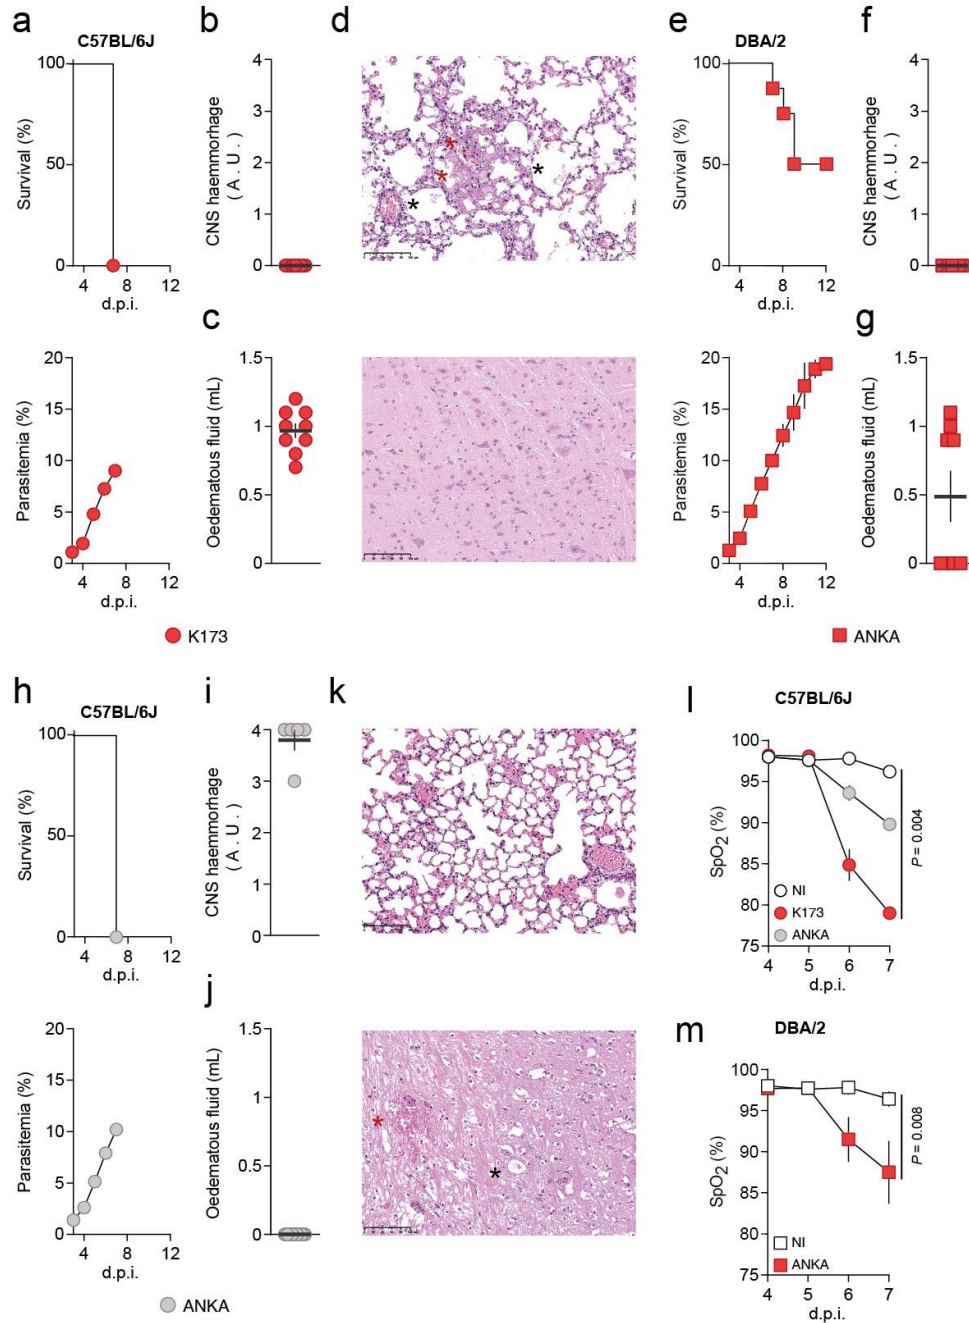 a
C57BL/6J
Survival (%)
100
50
0
4
8
12
d.p.i.
Parasitemia (%)
20
15
10
5
0
4
8
12
d.p.i.
b
CNS haemmorhage
( A . U . )
4
3
2
1
0
c
Oedematous fluid (mL)
1.5
1
0.5
0
d
K173
e
DBA/2
Survival (%)
100
50
0
4
8
12
d.p.i.
Parasitemia (%)
20
15
10
5
0
4
8
12
d.p.i.
f
CNS haemmorhage
( A . U . )
4
3
2
1
0
g
Oedematous fluid (mL)
1.5
1
0.5
0
ANKA
h
C57BL/6J
Survival (%)
100
50
0
4
8
12
d.p.i.
Parasitemia (%)
20
15
10
5
0
4
8
12
d.p.i.
i
CNS haemmorhage
( A . U . )
4
3
2
1
0
j
Oedematous fluid (mL)
1.5
1
0.5
0
k
ANKA
l
C57BL/6J
SpO2 (%)
100
95
90
85
80
75
NI
K173
ANKA
P = 0.004
4
5
6
7
d.p.i.
m
DBA/2
SpO2 (%)
100
95
90
85
80
75
NI
ANKA
P = 0.008
4
5
6
7
d.p.i.